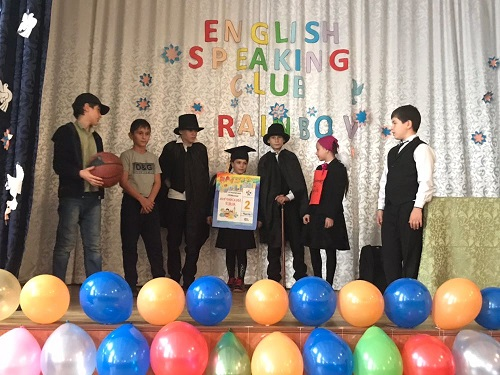 ENGLISH
SPEAKING
CLUB
RAINBOW
D&G
2